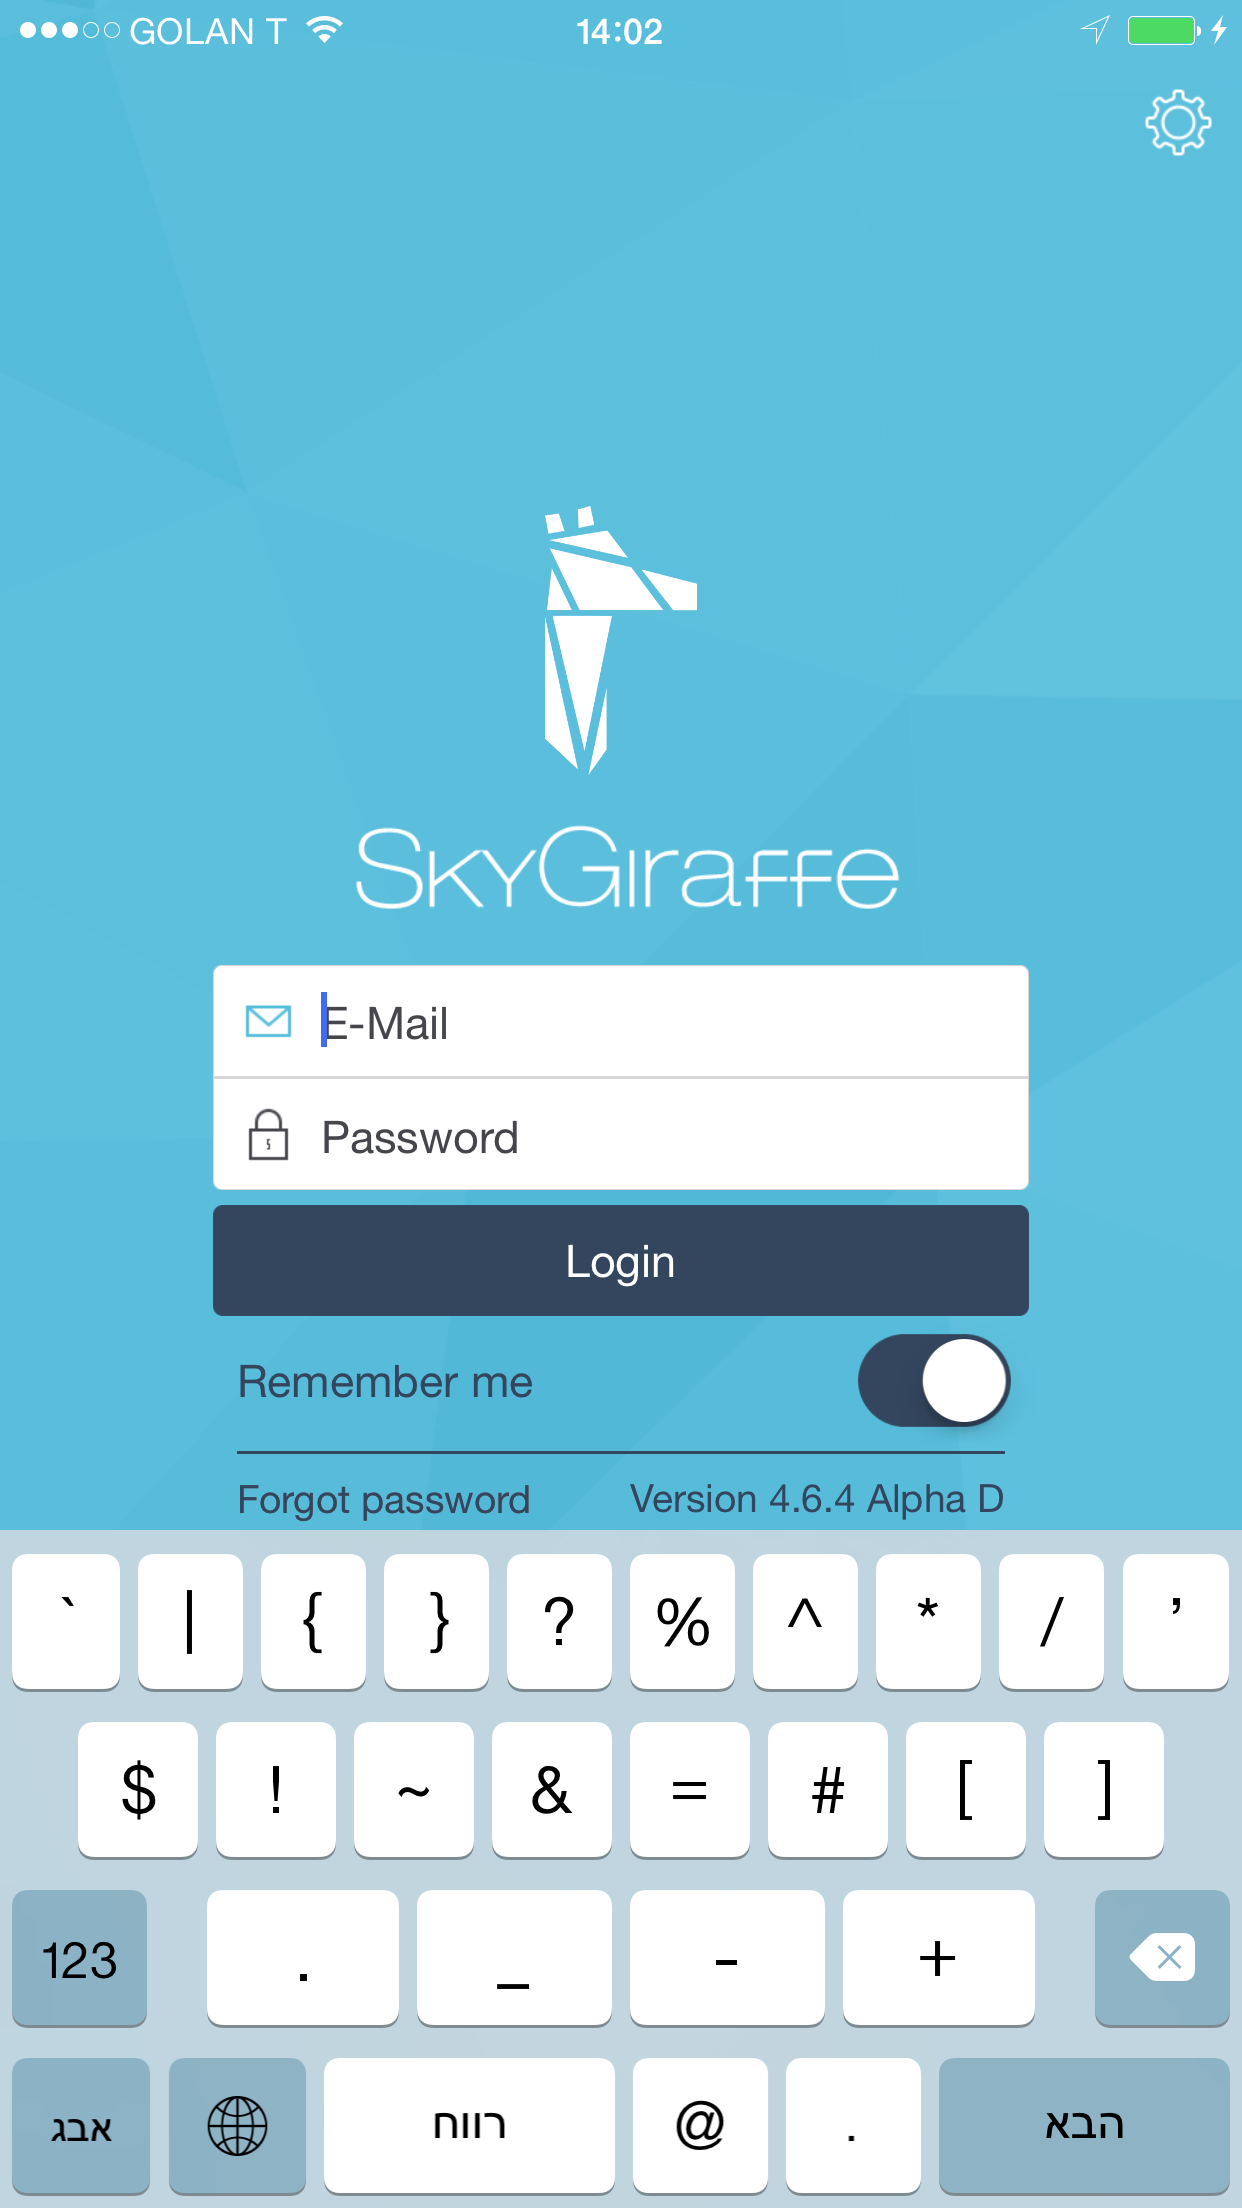 GOLAN T 14:02
SKYGIRAFFE
E-Mail
Password
Login
Remember me
Forgot password Version 4.6.4 Alpha D
` | { } ? % ^ * / ’
$ ! ~ & = # [ ]
123 . _ - +
אבג רווח @ . הבא